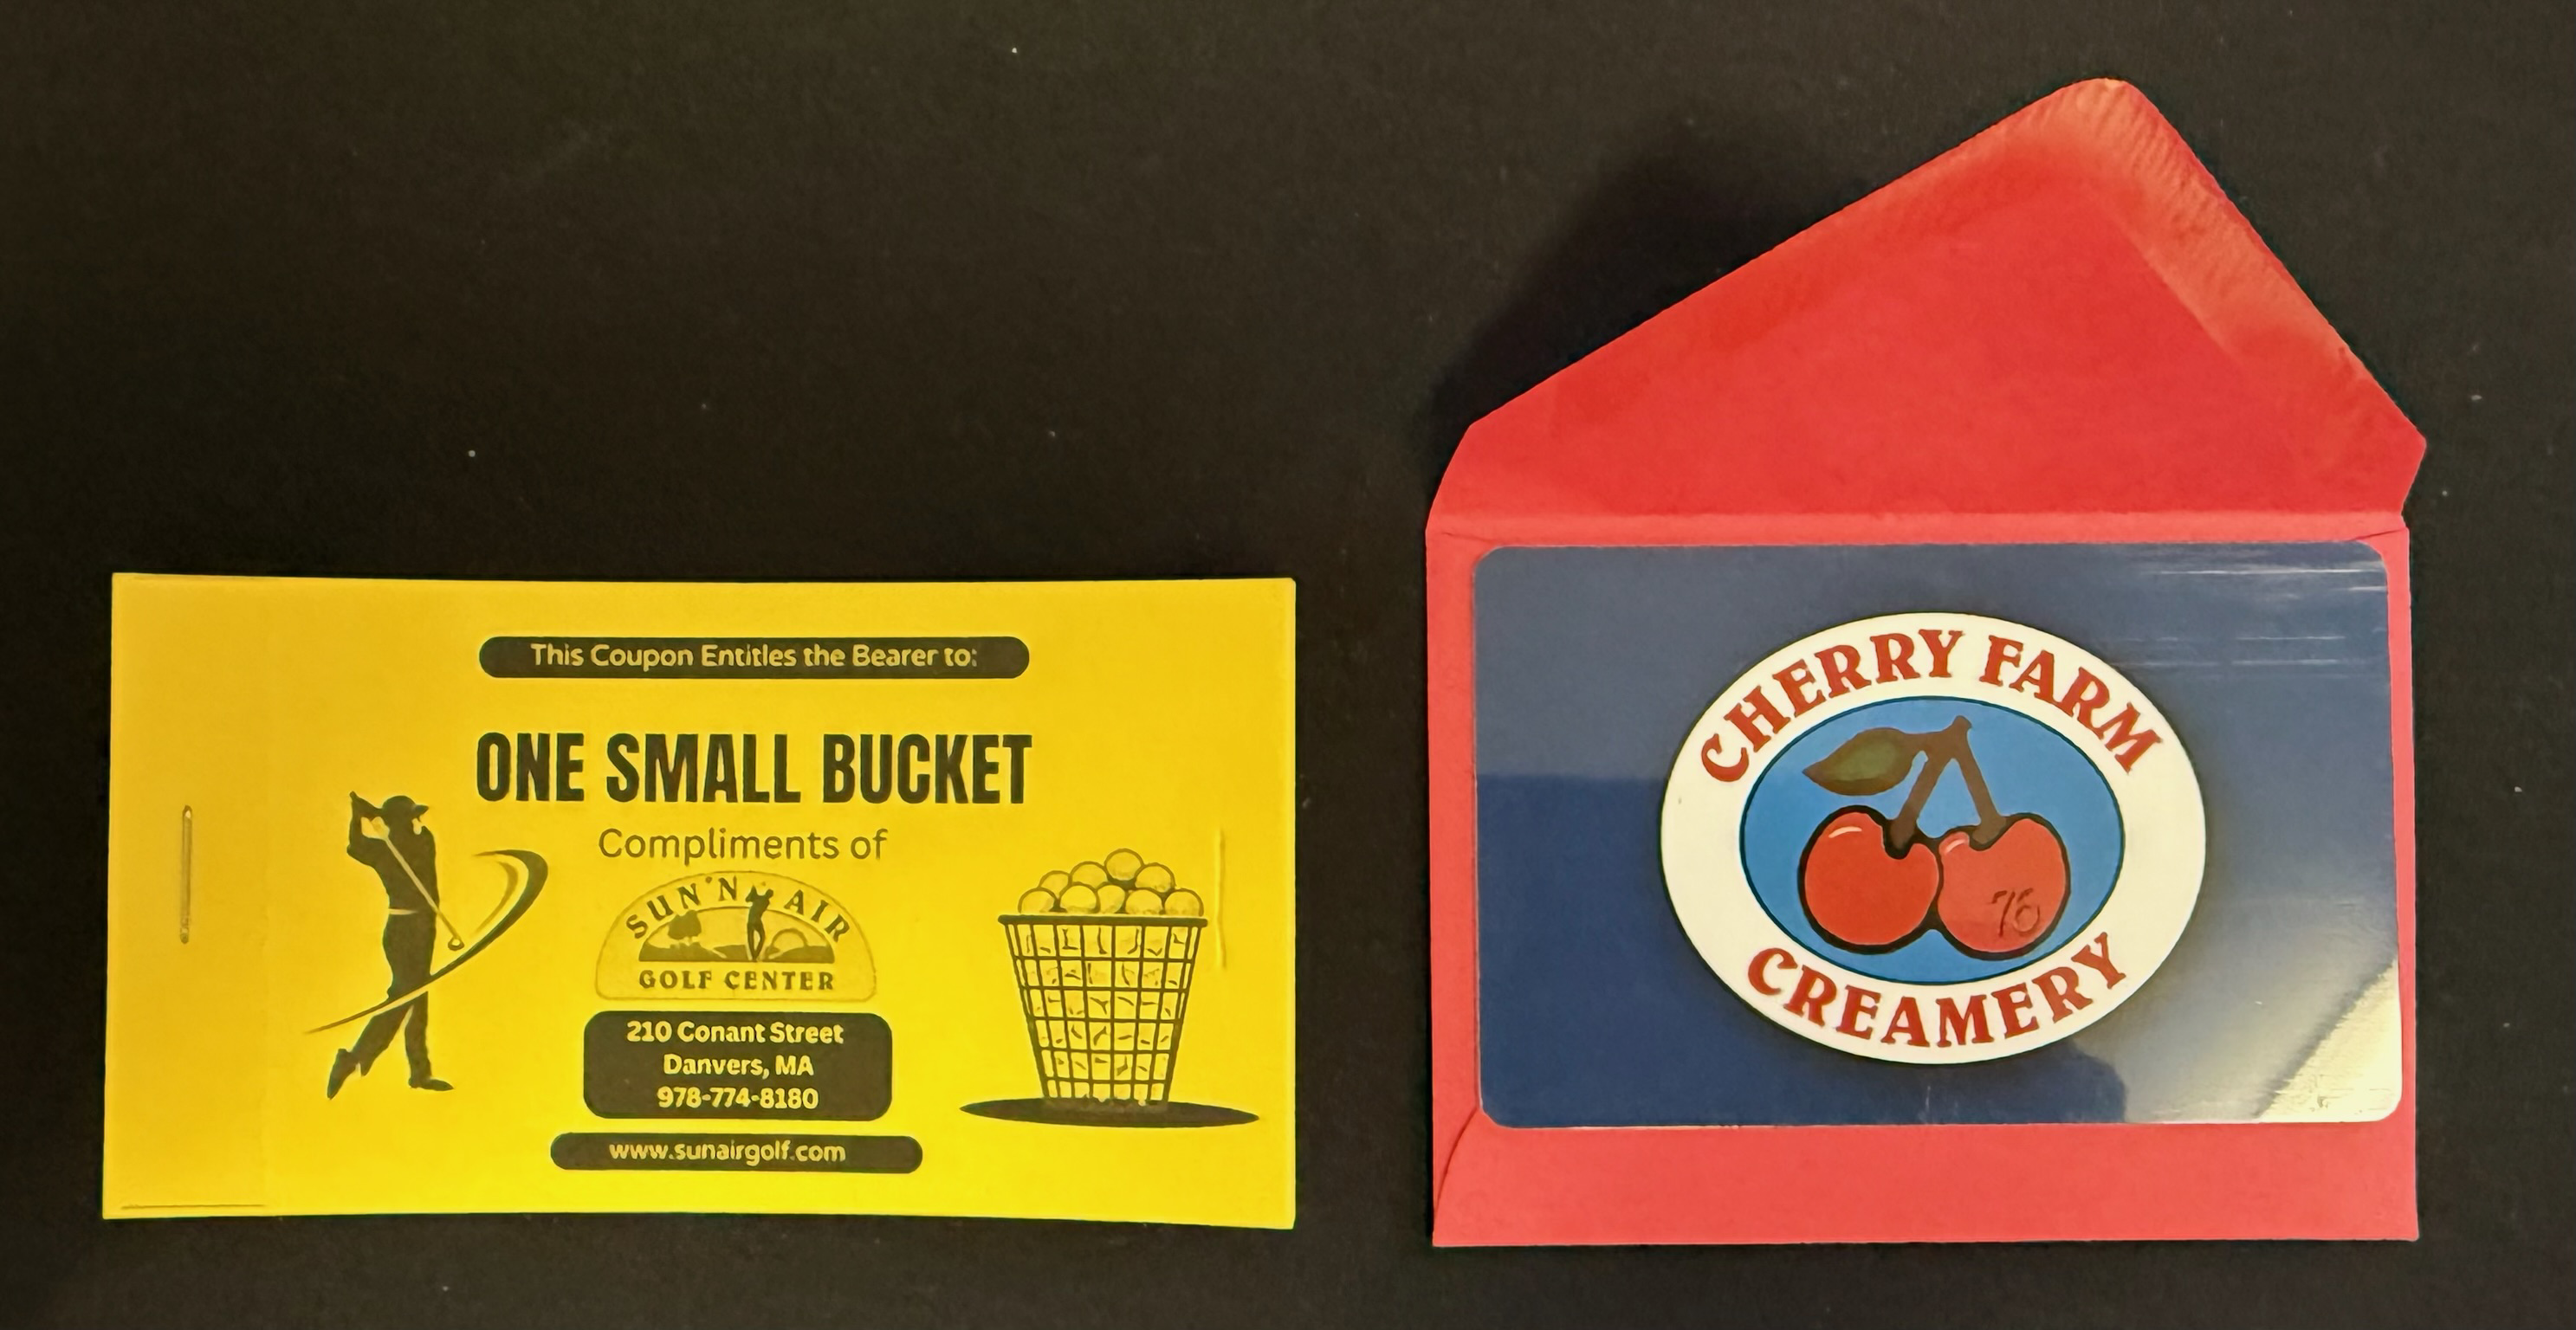 This Coupon Entitles the Bearer to:
ONE SMALL BUCKET
Compliments of
SUN'N AIR
GOLF CENTER
210 Conant Street
Danvers, MA
978-774-8180
www.sunairgolf.com
CHERRY FARM
CREAMERY